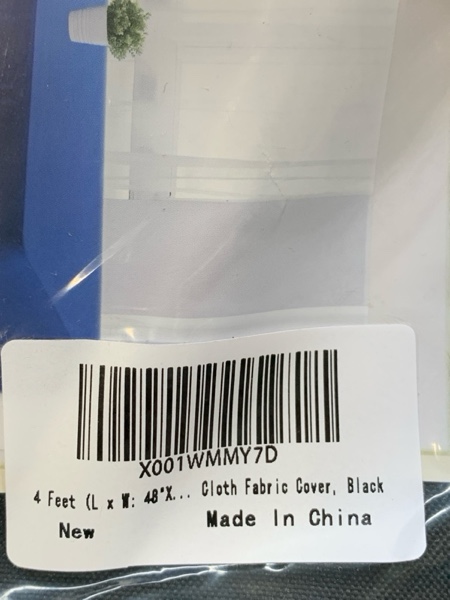 X001WMMY7D
4 Feet (L x W: 48"X... Cloth Fabric Cover, Black
New
Made In China